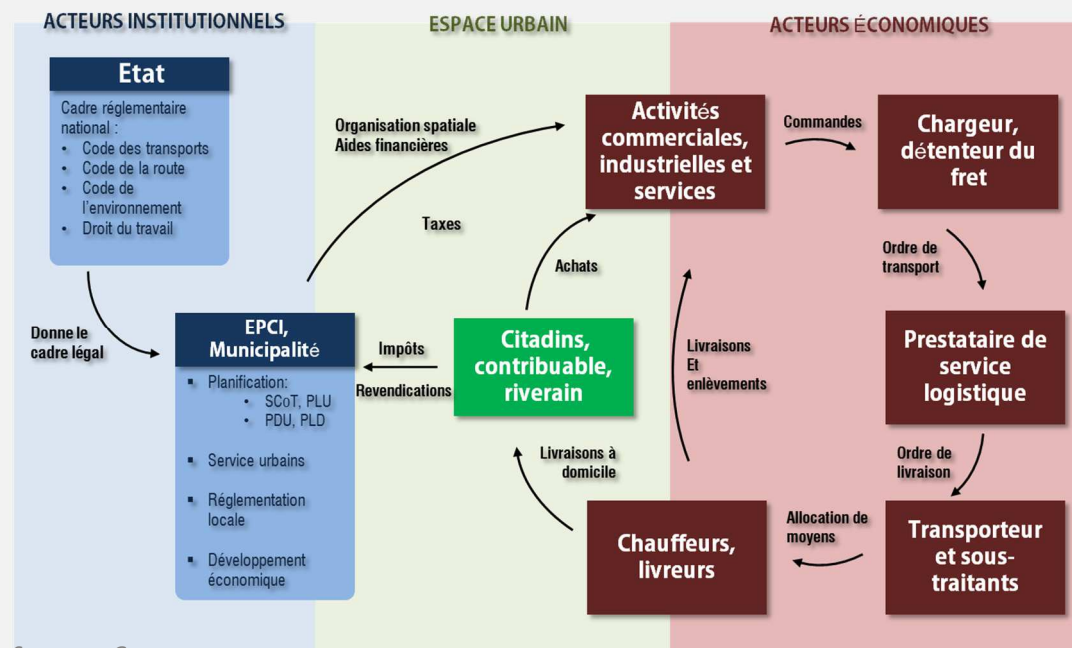 ACTEURS INSTITUTIONNELS
ESPACE URBAIN
ACTEURS ÉCONOMIQUES
Etat
Cadre réglementaire
national :
• Code des transports
• Code de la route
• Code de
l'environnement
• Droit du travail
Donne le
cadre légal
EPCI,
Municipalité
▪ Planification:
• SCoT, PLU
• PDU, PLD
▪ Service urbains
▪ Réglementation
locale
▪ Développement
économique
Organisation spatiale
Aides financières
Taxes
Achats
Impôts
Revendications
Citadins,
contribuable,
riverain
Livraisons à
domicile
Activités
commerciales,
industrielles et
services
Commandes
Chargeur,
détenteur du
fret
Ordre de
transport
Livraisons
Et
enlèvements
Prestataire de
service
logistique
Ordre de
livraison
Transporteur
et sous-
traitants
Allocation de
moyens
Chauffeurs,
livreurs